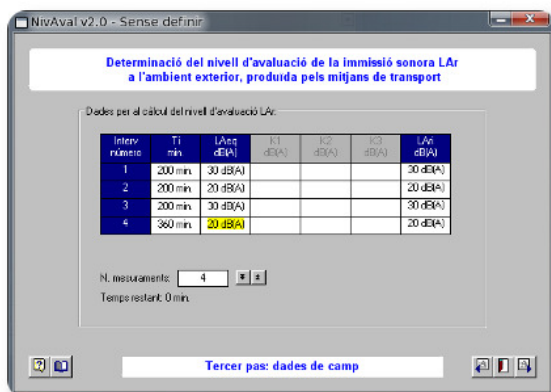 NivAval v2.0 - Sense definir
Determinació del nivell d'avaluació de la immissió sonora LAr
a l'ambient exterior, produïda pels mitjans de transport
Dades per al càlcul del nivell d'avaluació LAr:
Interv Ti LAeq K1 K2 K3 LAri
número min dB(A) dB(A) dB(A) dB(A) dB(A)
1 200 min. 30 dB(A) 30 dB(A)
2 200 min. 20 dB(A) 20 dB(A)
3 200 min. 30 dB(A) 30 dB(A)
4 360 min. 20 dB(A) 20 dB(A)
N. mesuraments: 4
Temps restant: 0 min.
Tercer pas: dades de camp